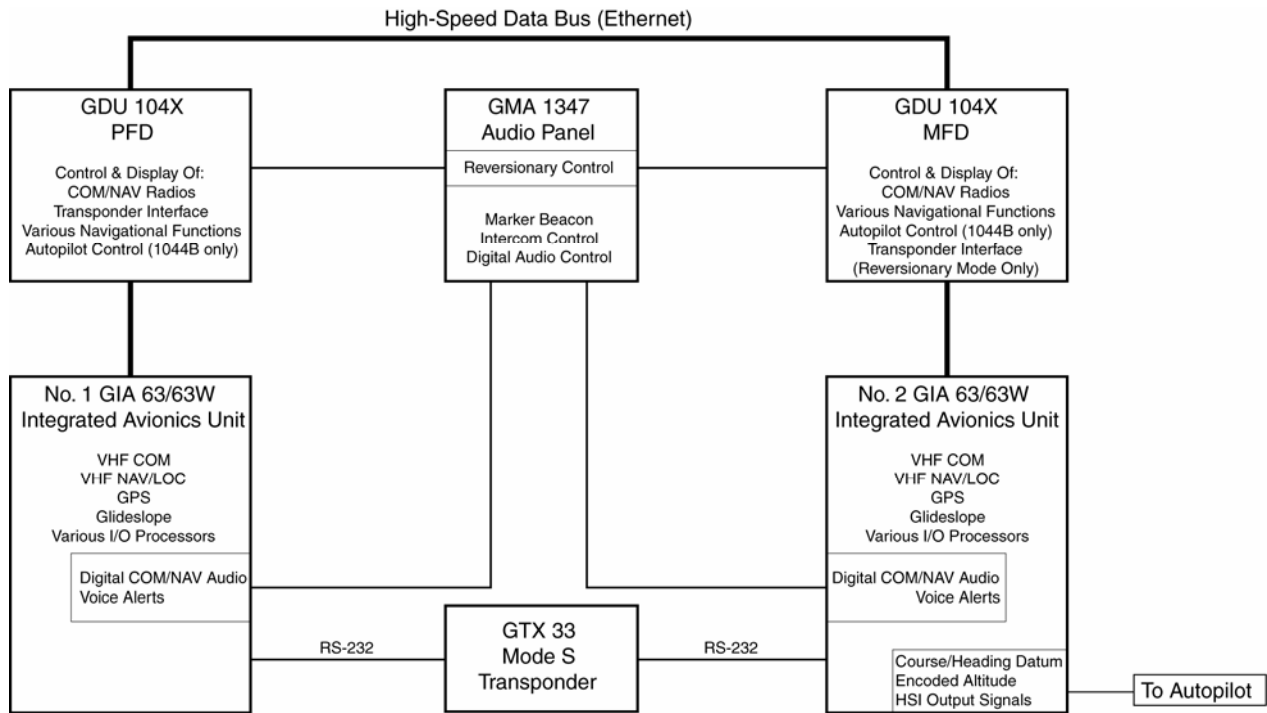 High-Speed Data Bus (Ethernet)
GDU 104X
PFD
Control & Display Of:
COM/NAV Radios
Transponder Interface
Various Navigational Functions
Autopilot Control (1044B only)
GMA 1347
Audio Panel
Reversionary Control
Marker Beacon
Intercom Control
Digital Audio Control
GDU 104X
MFD
Control & Display Of:
COM/NAV Radios
Various Navigational Functions
Autopilot Control (1044B only)
Transponder Interface
(Reversionary Mode Only)
No. 1 GIA 63/63W
Integrated Avionics Unit
VHF COM
VHF NAV/LOC
GPS
Glideslope
Various I/O Processors
Digital COM/NAV Audio
Voice Alerts
RS-232
GTX 33
Mode S
Transponder
RS-232
No. 2 GIA 63/63W
Integrated Avionics Unit
VHF COM
VHF NAV/LOC
GPS
Glideslope
Various I/O Processors
Digital COM/NAV Audio
Voice Alerts
Course/Heading Datum
Encoded Altitude
HSI Output Signals
To Autopilot